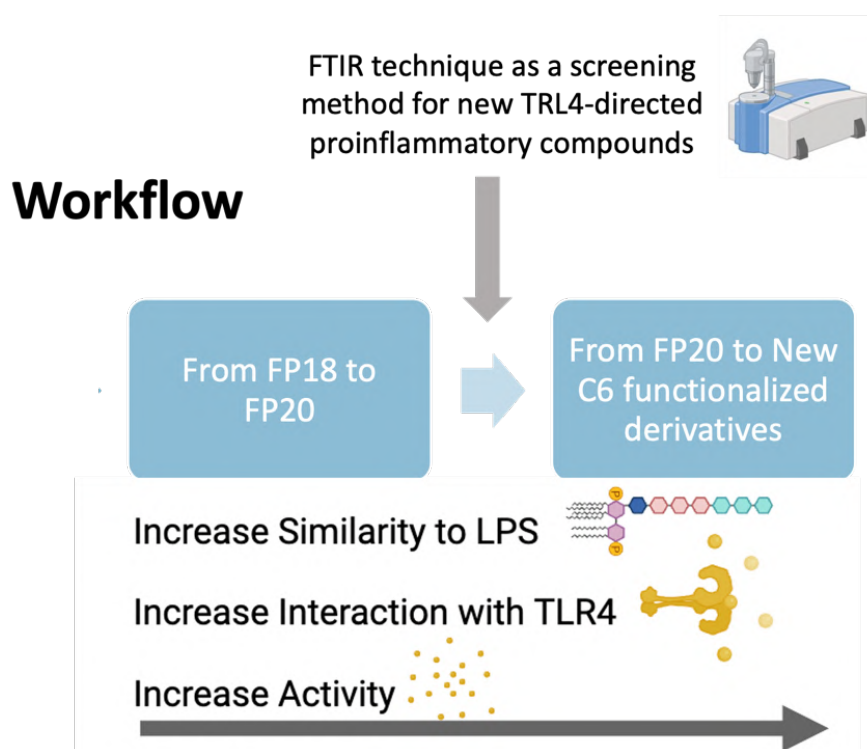 FTIR technique as a screening
method for new TRL4-directed
proinflammatory compounds
Workflow
From FP18 to
FP20
From FP20 to New
C6 functionalized
derivatives
P
P
Increase Similarity to LPS
Increase Interaction with TLR4
Increase Activity